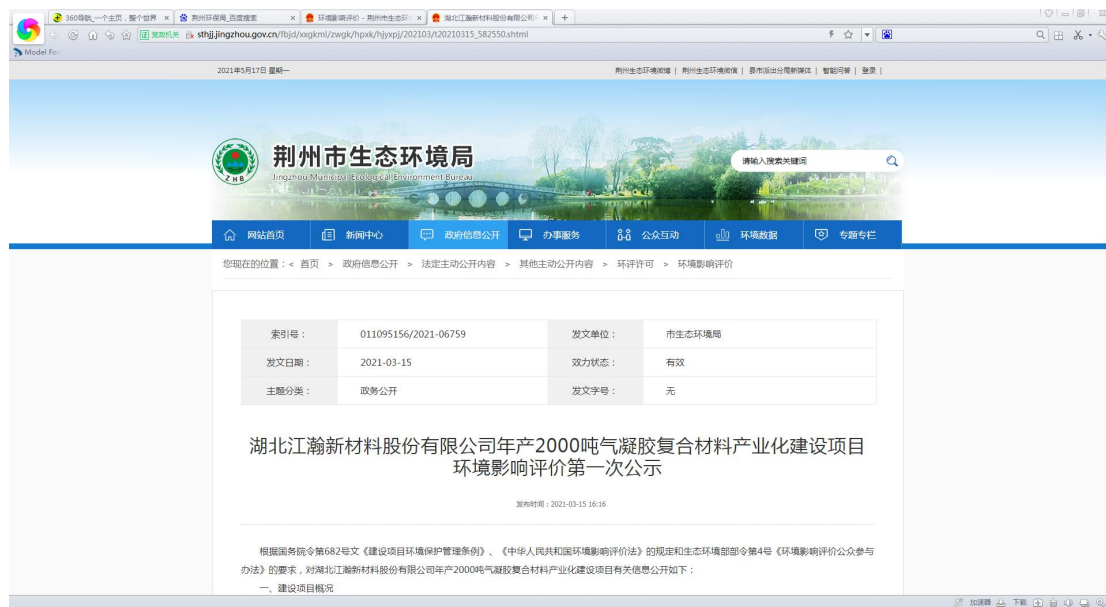 360导航_一个主页，整个世界 × 荆州环保局_百度搜索 × 环境影响评价 - 荆州市生态环 × 湖北江瀚新材料股份有限公司年 × +
证 党政机关 sthjj.jingzhou.gov.cn/fbjd/xxgkml/zwgk/hpxk/hjyxpj/202103/t20210315_582550.shtml
Model For
2021年5月17日 星期一 荆州生态环境微博 | 荆州生态环境微信 | 县市派出分局新媒体 | 智能问答 | 登录 |
荆州市生态环境局
Jingzhou Municipal Ecological Environment Bureau
ZHB
请输入搜索关键词
网站首页 新闻中心 政府信息公开 办事服务 公众互动 环境数据 专题专栏
您现在的位置：< 首页 > 政府信息公开 > 法定主动公开内容 > 其他主动公开内容 > 环评许可 > 环境影响评价
索引号： 011095156/2021-06759 发文单位： 市生态环境局
发文日期： 2021-03-15 效力状态： 有效
主题分类： 政务公开 发文字号： 无
湖北江瀚新材料股份有限公司年产2000吨气凝胶复合材料产业化建设项目
环境影响评价第一次公示
发布时间：2021-03-15 16:16
根据国务院令第682号文《建设项目环境保护管理条例》、《中华人民共和国环境影响评价法》的规定和生态环境部部令第4号《环境影响评价公众参与
办法》的要求，对湖北江瀚新材料股份有限公司年产2000吨气凝胶复合材料产业化建设项目有关信息公开如下：
一、建设项目概况
加速器 下载